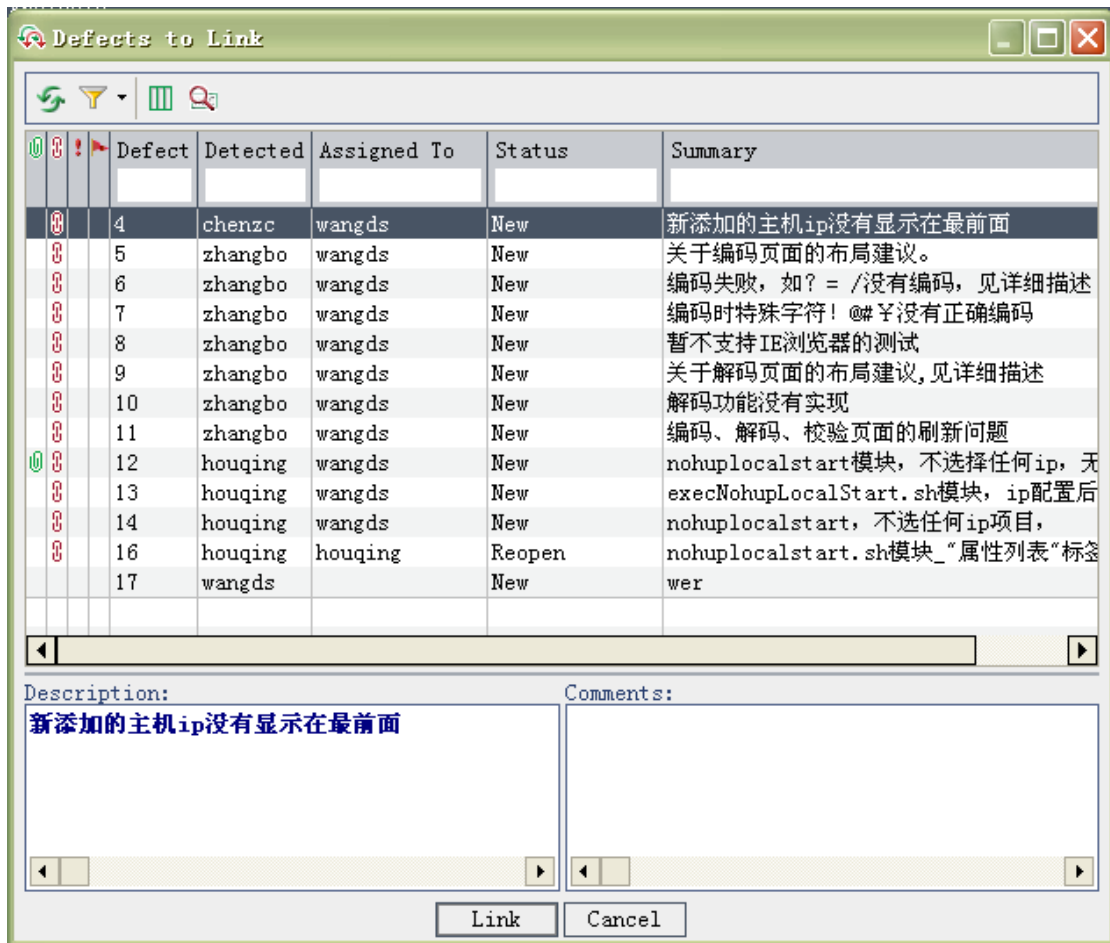 Defects to Link
Defect Detected Assigned To Status Summary
4 chenzc wangds New 新添加的主机ip没有显示在最前面
5 zhangbo wangds New 关于编码页面的布局建议。
6 zhangbo wangds New 编码失败，如? = /没有编码，见详细描述
7 zhangbo wangds New 编码时特殊字符！@#￥没有正确编码
8 zhangbo wangds New 暂不支持IE浏览器的测试
9 zhangbo wangds New 关于解码页面的布局建议,见详细描述
10 zhangbo wangds New 解码功能没有实现
11 zhangbo wangds New 编码、解码、校验页面的刷新问题
12 houqing wangds New nohuplocalstart模块，不选择任何ip，无
13 houqing wangds New execNohupLocalStart.sh模块，ip配置后
14 houqing wangds New nohuplocalstart，不选任何ip项目，
16 houqing houqing Reopen nohuplocalstart.sh模块_"属性列表"标签
17 wangds New wer
Description: Comments:
新添加的主机ip没有显示在最前面
Link Cancel